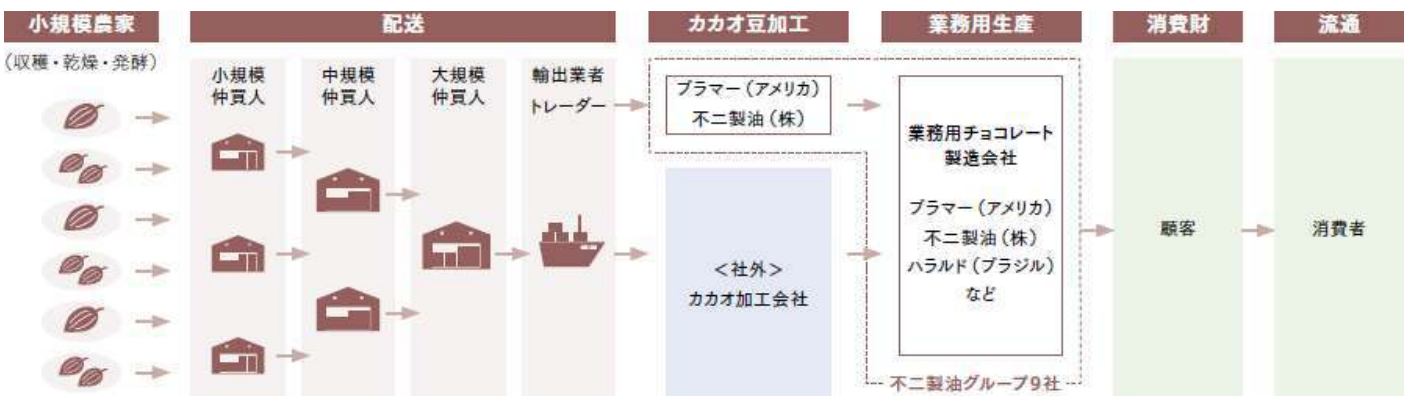 小規模農家
(収穫・乾燥・発酵)
配送
小規模
仲買人
中規模
仲買人
大規模
仲買人
輸出業者
トレーダー
カカオ豆加工
ブラマー(アメリカ)
不二製油(株)
<社外>
カカオ加工会社
業務用生産
業務用チョコレート
製造会社
ブラマー(アメリカ)
不二製油(株)
ハラルド(ブラジル)
など
不二製油グループ9社
消費財
顧客
流通
消費者